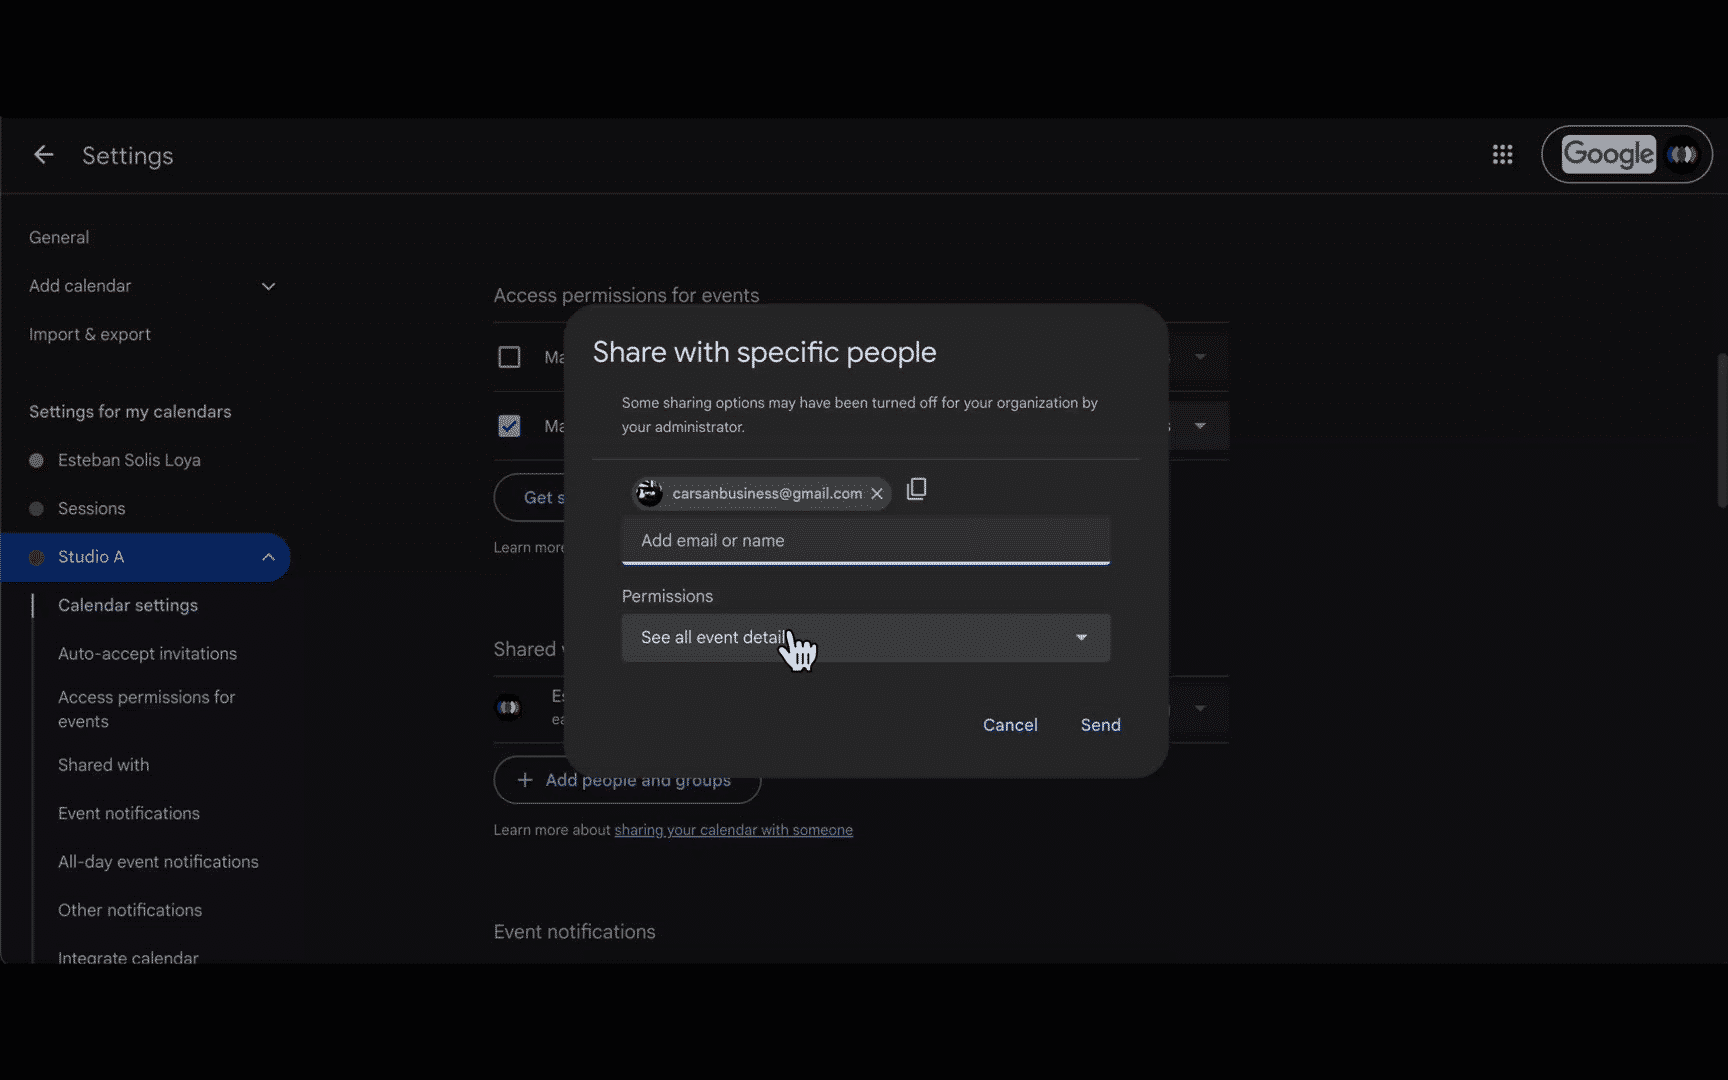 Settings
Google
General
Add calendar
Import & export
Settings for my calendars
Esteban Solis Loya
Sessions
Studio A
Calendar settings
Auto-accept invitations
Access permissions for
events
Shared with
Event notifications
All-day event notifications
Other notifications
Integrate calendar
Access permissions for events
Get
Learn more
Shared
Add people and groups
Learn more about sharing your calendar with someone
Event notifications
Share with specific people
Some sharing options may have been turned off for your organization by
your administrator.
carsanbusiness@gmail.com
Add email or name
Permissions
See all event detail
Cancel
Send